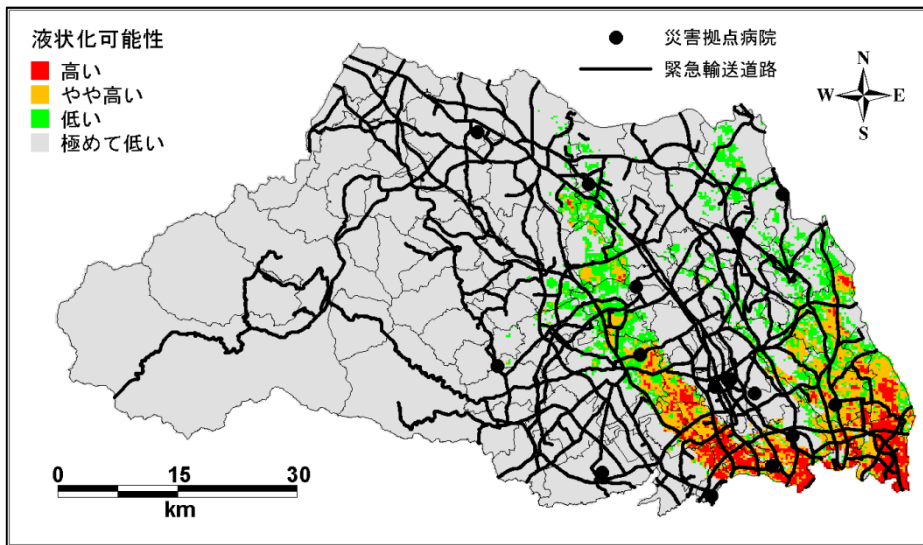 液状化可能性
高い
やや高い
低い
極めて低い
災害拠点病院
緊急輸送道路
N
W E
S
0 15 30
km